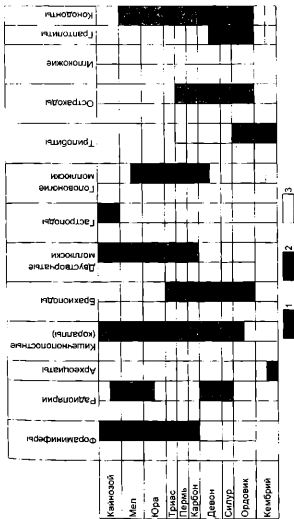 Конодонты
Граптолиты
Иглокожие
Остракоды
Трилобиты
Головоногие
моллюски
Гастроподы
Двустворчатые
моллюски
Брахиоподы
Кишечнополостные
(кораллы)
Археоциаты
Радиолярии
Фораминиферы
Кайнозой
Мел
Юра
Триас
Пермь
Карбон
Девон
Силур
Ордовик
Кембрий
1
2
3